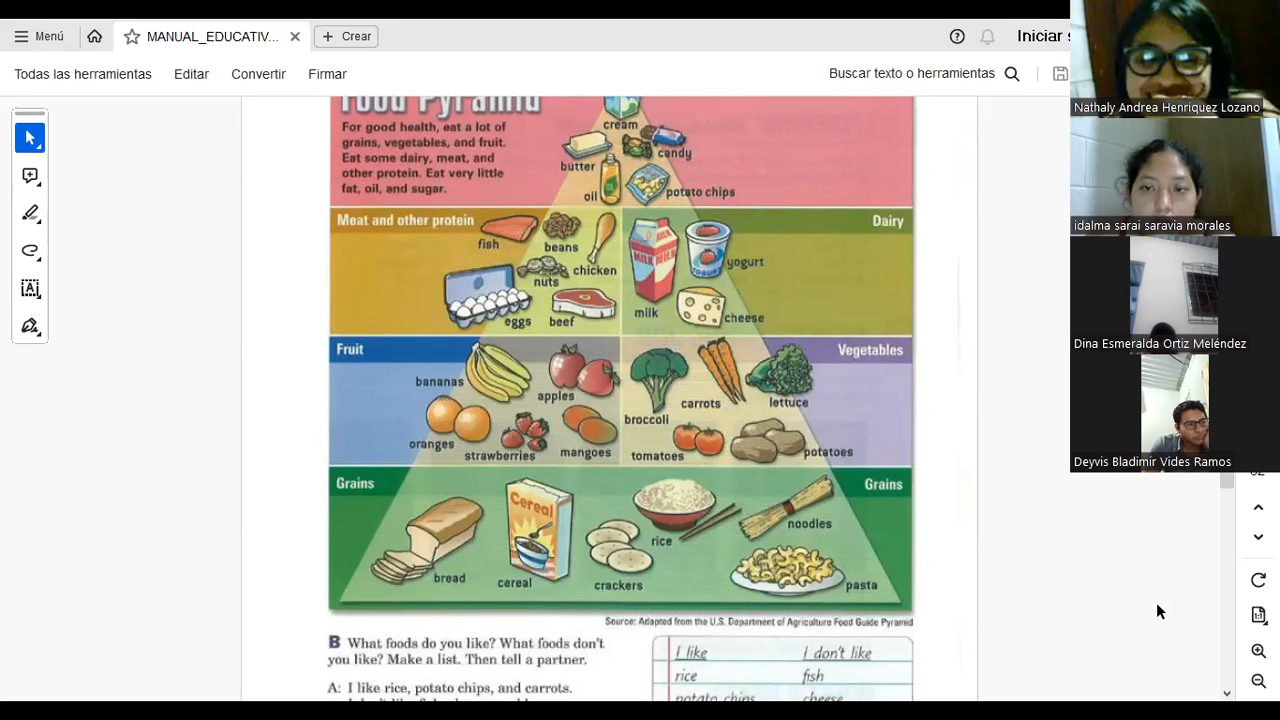 Menú
MANUAL_EDUCATIV...
Crear
Iniciar s
Todas las herramientas
Editar
Convertir
Firmar
Buscar texto o herramientas
Food Pyramid
For good health, eat a lot of
grains, vegetables, and fruit.
Eat some dairy, meat, and
other protein. Eat very little
fat, oil, and sugar.
cream
butter
candy
oil
potato chips
Meat and other protein
Dairy
fish
beans
chicken
nuts
eggs
beef
MILK MILK
milk
YOGURT
yogurt
cheese
Fruit
Vegetables
bananas
apples
oranges
strawberries
mangoes
broccoli
carrots
lettuce
tomatoes
potatoes
Grains
Grains
bread
Cereal
cereal
crackers
rice
noodles
pasta
Source: Adapted from the U.S. Department of Agriculture Food Guide Pyramid
B What foods do you like? What foods don't
you like? Make a list. Then tell a partner.
A: I like rice, potato chips, and carrots.
I like
I don't like
rice
fish
potato chips
cheese
Nathaly Andrea Henriquez Lozano
idalma sarai saravia morales
Dina Esmeralda Ortiz Meléndez
Deyvis Bladimir Vides Ramos